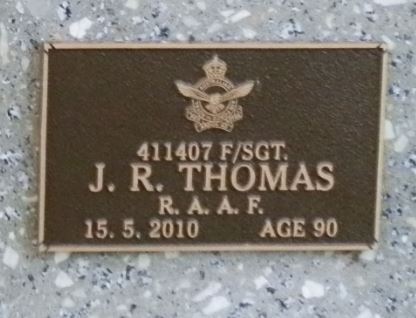 411407 F/SGT.
J. R. THOMAS
R. A. A. F.
15. 5. 2010 AGE 90